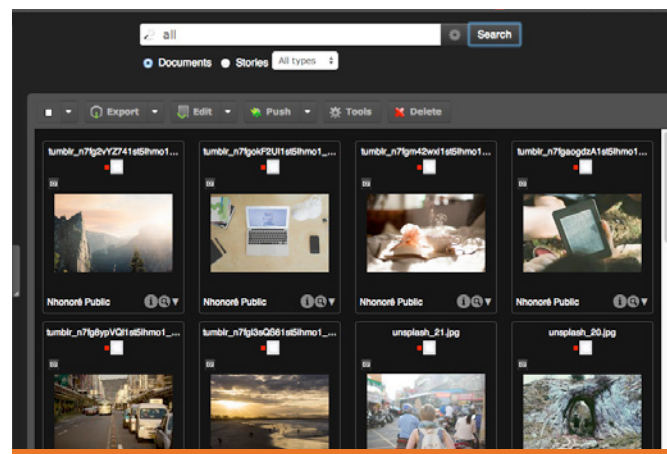 all
Search
Documents Stories All types
Export Edit Push Tools Delete
tumblr_n7fg2vYZ741st5lhmo1... tumblr_n7fgokF2Ul1st5lhmo1_... tumblr_n7fgm42wxi1st5lhmo1... tumblr_n7fgaogdzA1st5lhmo1...
Nhonoré Public Nhonoré Public Nhonoré Public Nhonoré Public
tumblr_n7fg8ypVQl1st5lhmo1_... tumblr_n7fgl3sQS61st5lhmo1_... unsplash_21.jpg unsplash_20.jpg